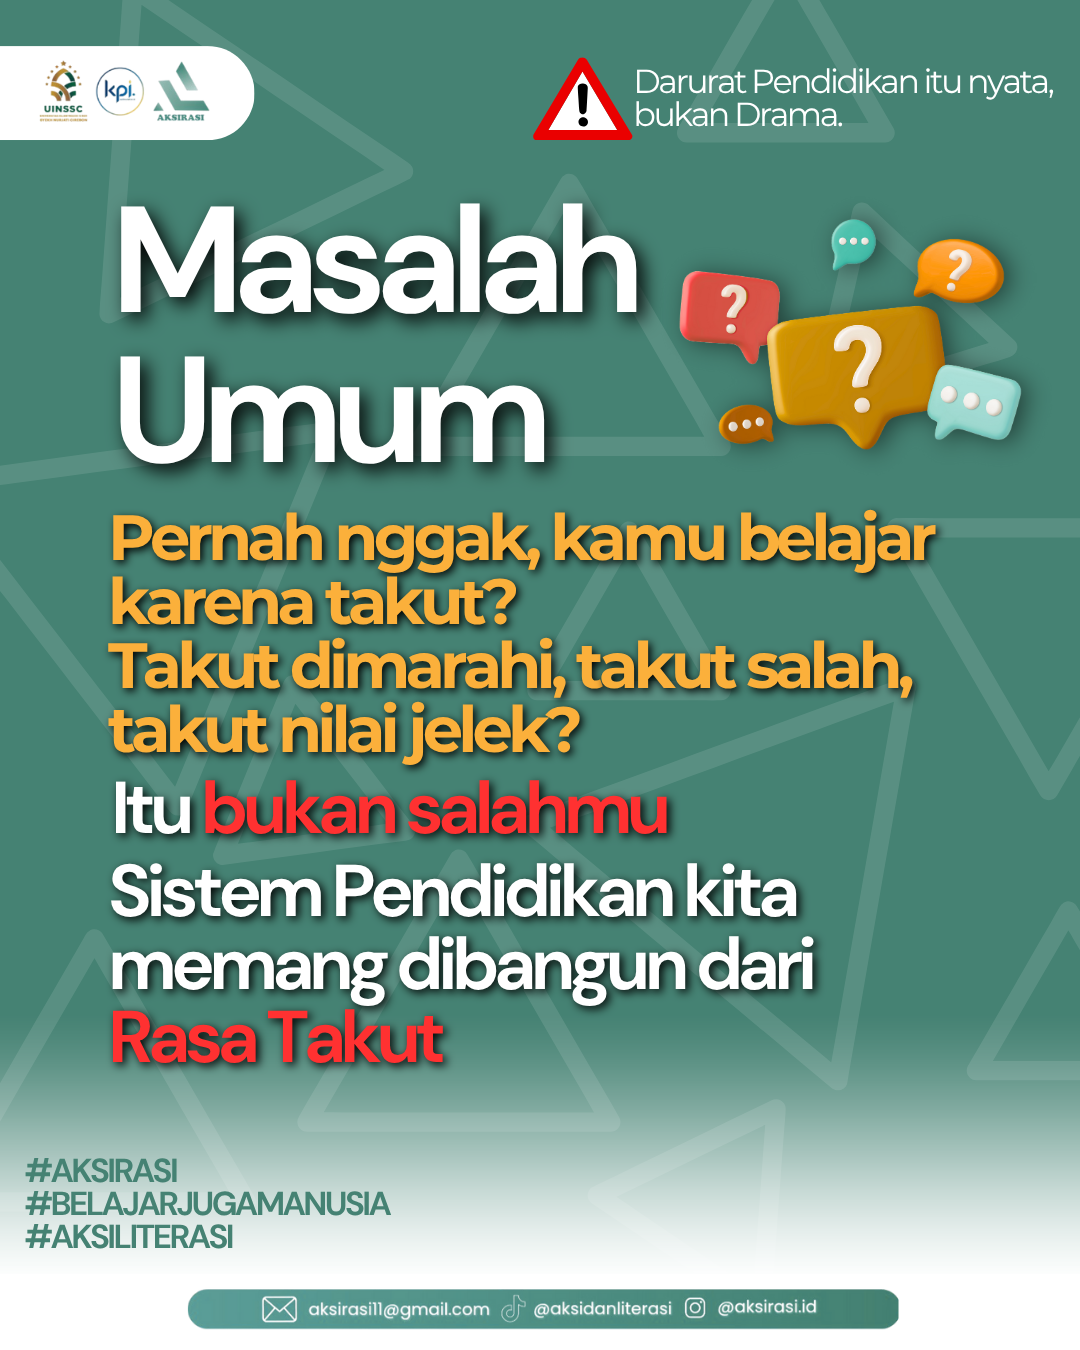 UINSSC
kpi.
AKSIRASI
Darurat Pendidikan itu nyata,
bukan Drama.
Masalah
Umum
Pernah nggak, kamu belajar
karena takut?
Takut dimarahi, takut salah,
takut nilai jelek?
Itu bukan salahmu
Sistem Pendidikan kita
memang dibangun dari
Rasa Takut
#AKSIRASI
#BELAJARJUGAMANUSIA
#AKSILITERASI
aksirasi11@gmail.com @aksidanliterasi @aksirasi.id